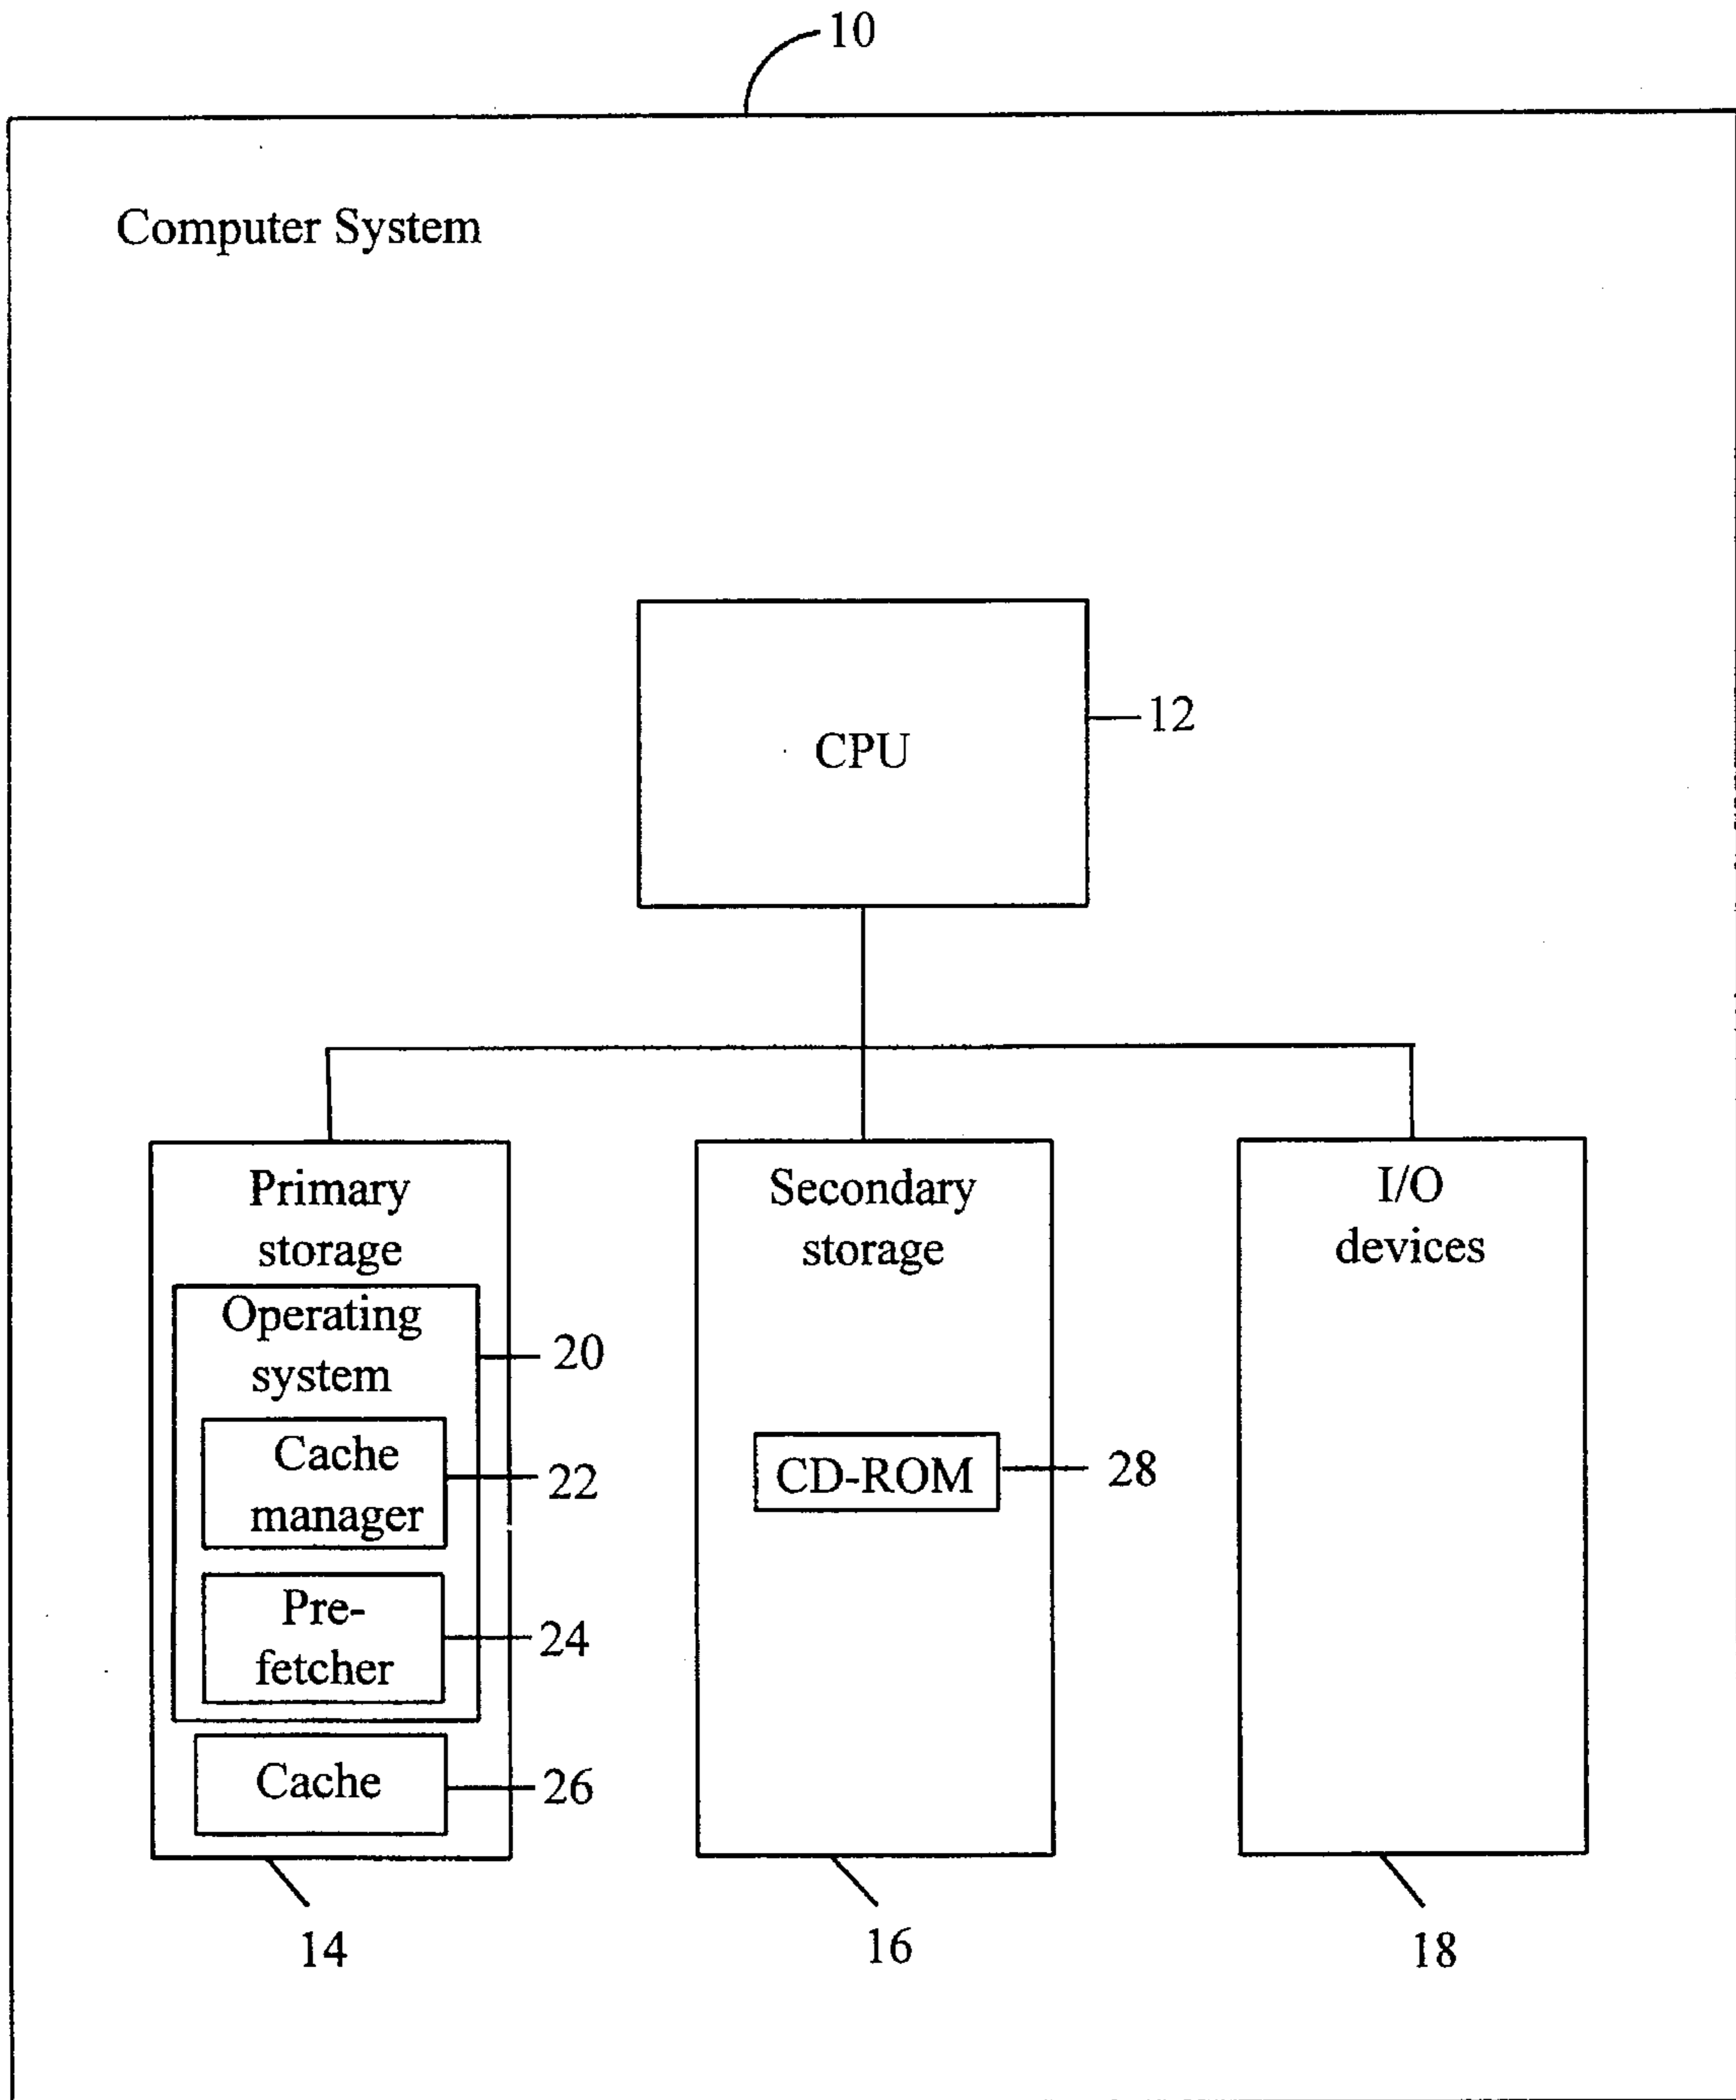 10
Computer System
CPU
12
Primary
storage
Operating
system
20
Cache
manager
22
Pre-
fetcher
24
Cache
26
14
Secondary
storage
CD-ROM
28
16
I/O
devices
18